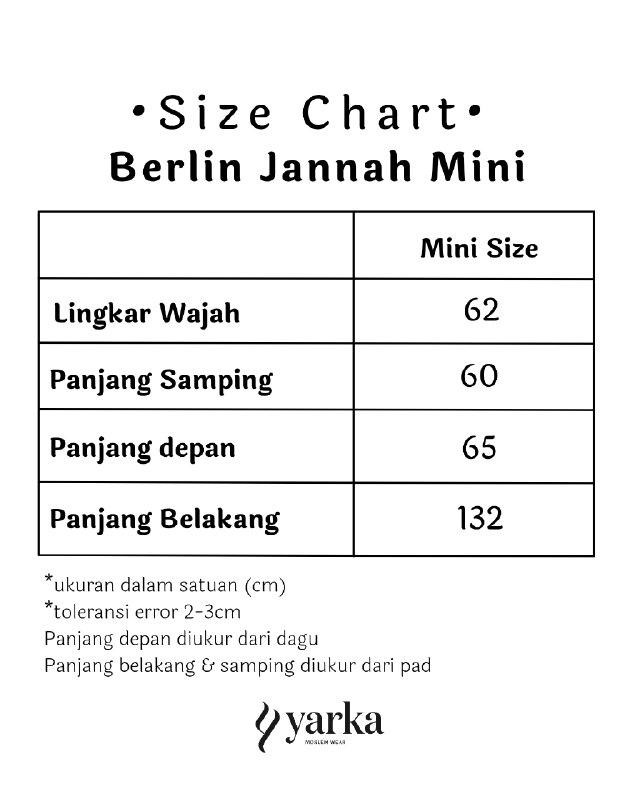 •Size Chart•
Berlin Jannah Mini
Mini Size
Lingkar Wajah 62
Panjang Samping 60
Panjang depan 65
Panjang Belakang 132
*ukuran dalam satuan (cm)
*toleransi error 2-3cm
Panjang depan diukur dari dagu
Panjang belakang & samping diukur dari pad
yarka
MOSLEM WEAR